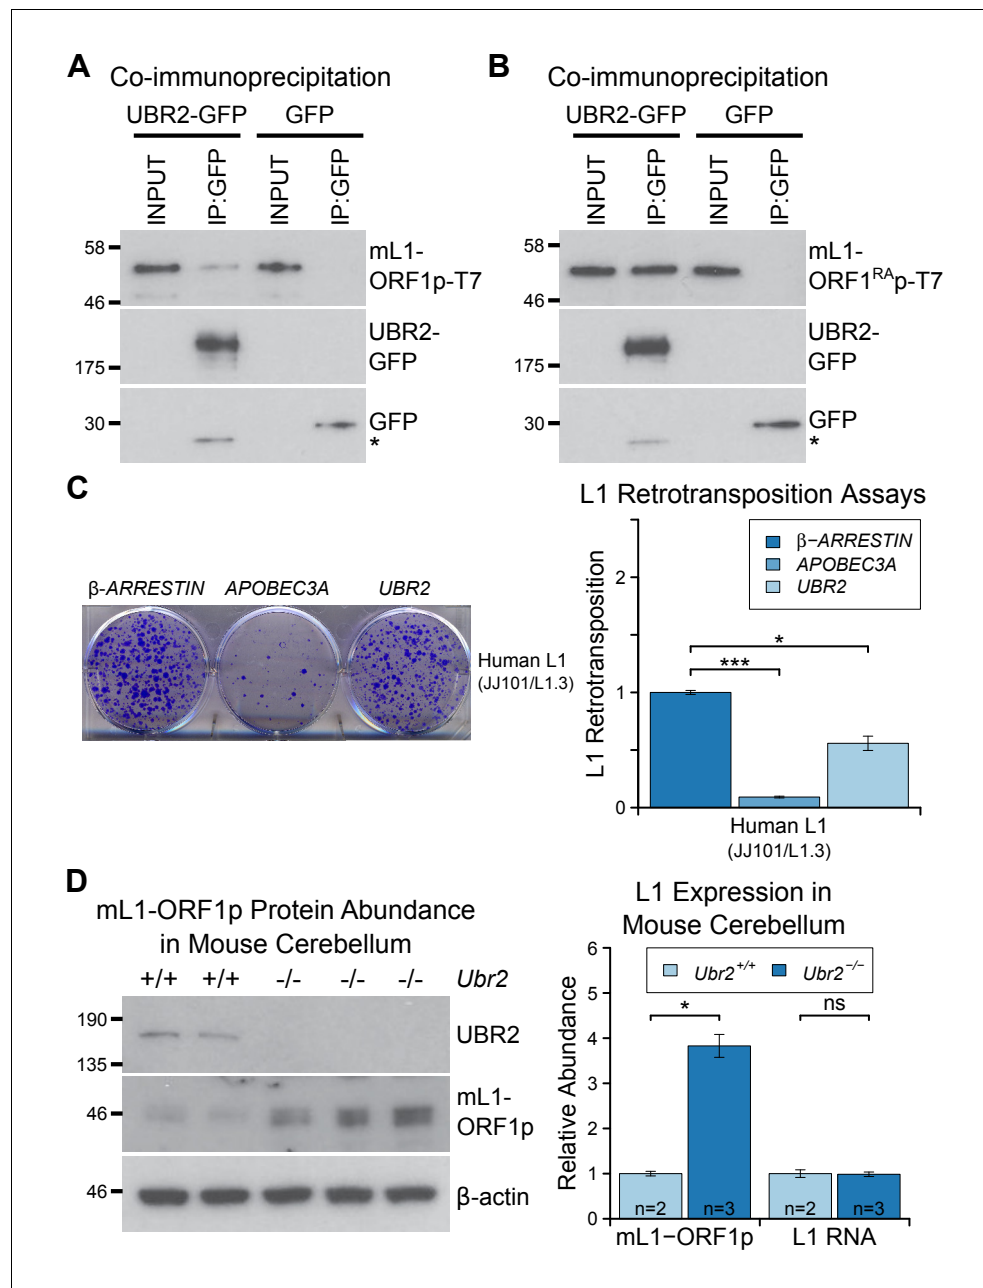 A
Co-immunoprecipitation
UBR2-GFP GFP
INPUT IP:GFP INPUT IP:GFP
58
46
mL1-
ORF1p-T7
175
UBR2-
GFP
30
GFP
*
B
Co-immunoprecipitation
UBR2-GFP GFP
INPUT IP:GFP INPUT IP:GFP
58
46
mL1-
ORF1RAp-T7
175
UBR2-
GFP
30
GFP
*
C
β-ARRESTIN APOBEC3A UBR2
Human L1
(JJ101/L1.3)
L1 Retrotransposition Assays
L1 Retrotransposition
2
1
0
β−ARRESTIN
APOBEC3A
UBR2
*
***
Human L1
(JJ101/L1.3)
D
mL1-ORF1p Protein Abundance
in Mouse Cerebellum
+/+ +/+ -/- -/- -/- Ubr2
190
135
UBR2
46
mL1-
ORF1p
46
β-actin
L1 Expression in
Mouse Cerebellum
Relative Abundance
6
5
4
3
2
1
0
Ubr2+/+ Ubr2−/−
* ns
n=2 n=3 n=2 n=3
mL1−ORF1p L1 RNA